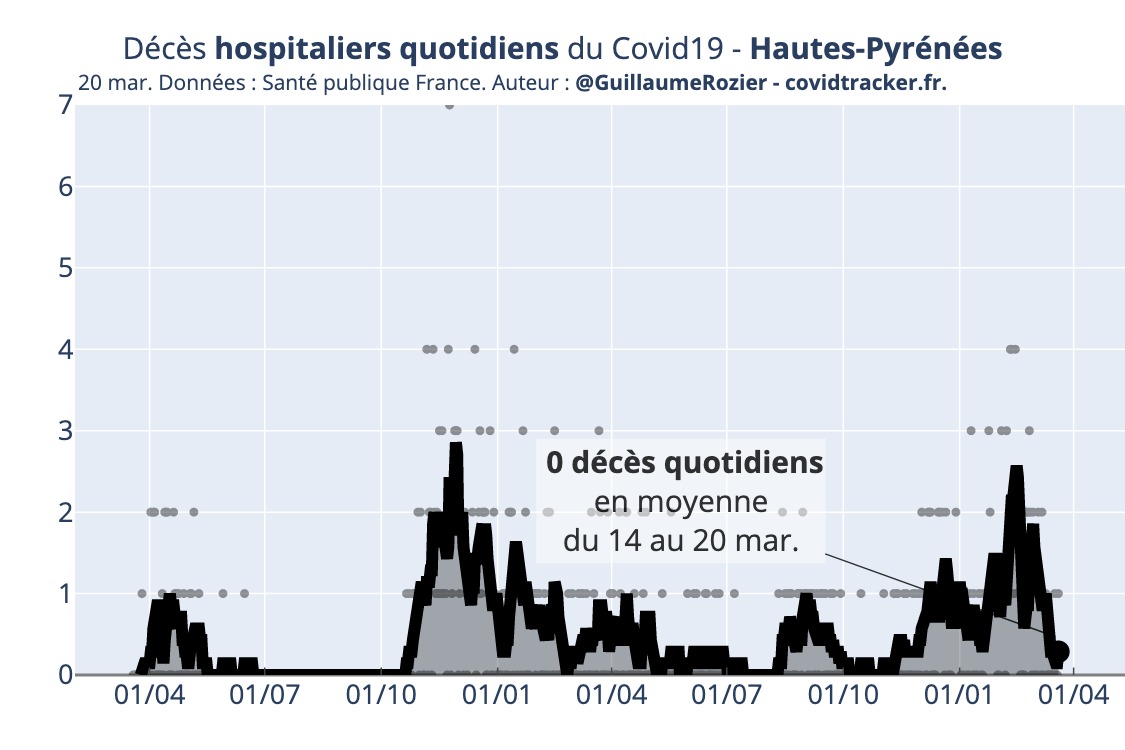 Décès hospitaliers quotidiens du Covid19 - Hautes-Pyrénées
20 mar. Données : Santé publique France. Auteur : @GuillaumeRozier - covidtracker.fr.
7
6
5
4
3
2
1
0
0 décès quotidiens
en moyenne
du 14 au 20 mar.
01/04 01/07 01/10 01/01 01/04 01/07 01/10 01/01 01/04